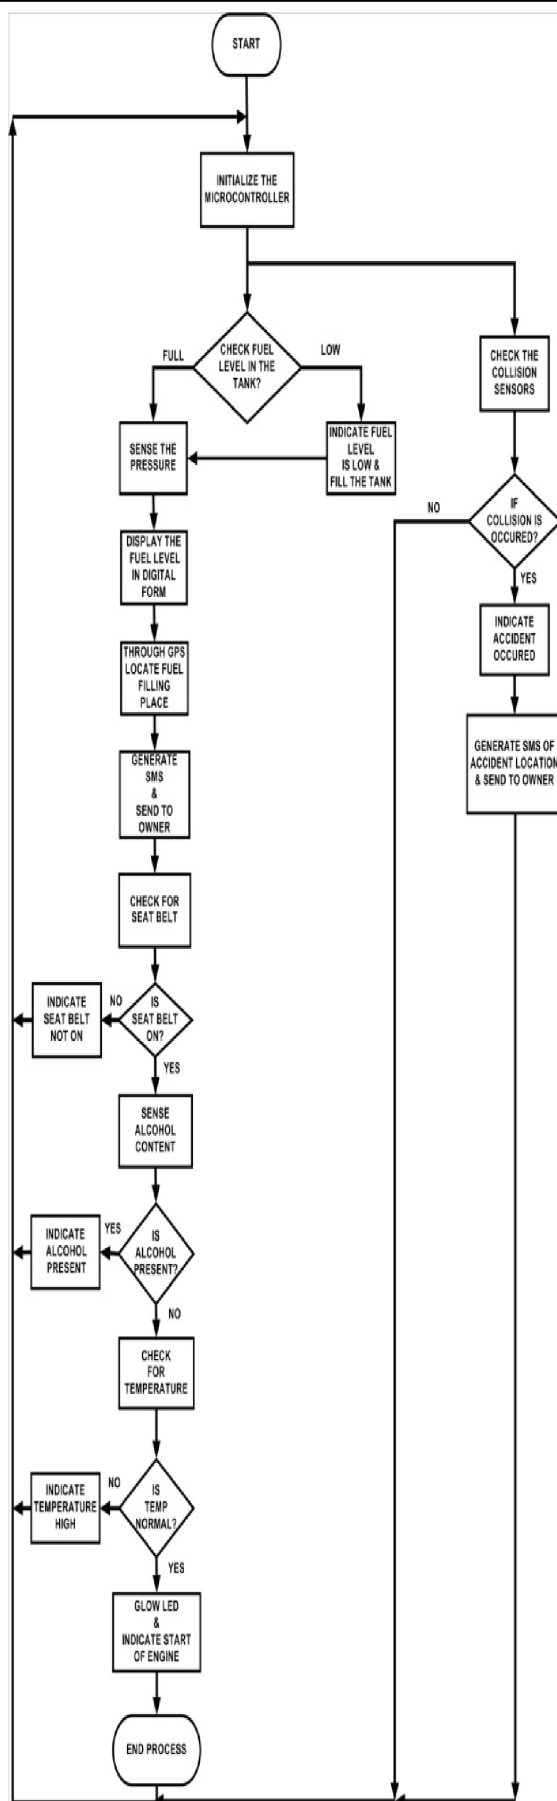 START
INITIALIZE THE
MICROCONTROLLER
CHECK FUEL
LEVEL IN THE
TANK?
FULL
LOW
CHECK THE
COLLISION
SENSORS
SENSE THE
PRESSURE
INDICATE FUEL
LEVEL
IS LOW &
FILL THE TANK
IF
COLLISION IS
OCCURED?
NO
YES
DISPLAY THE
FUEL LEVEL
IN DIGITAL
FORM
INDICATE
ACCIDENT
OCCURED
THROUGH GPS
LOCATE FUEL
FILLING
PLACE
GENERATE SMS OF
ACCIDENT LOCATION
& SEND TO OWNER
GENERATE
SMS
&
SEND TO
OWNER
CHECK FOR
SEAT BELT
IS
SEAT BELT
ON?
NO
INDICATE
SEAT BELT
NOT ON
YES
SENSE
ALCOHOL
CONTENT
IS
ALCOHOL
PRESENT?
YES
INDICATE
ALCOHOL
PRESENT
NO
CHECK
FOR
TEMPERATURE
IS
TEMP
NORMAL?
NO
INDICATE
TEMPERATURE
HIGH
YES
GLOW LED
&
INDICATE START
OF ENGINE
END PROCESS